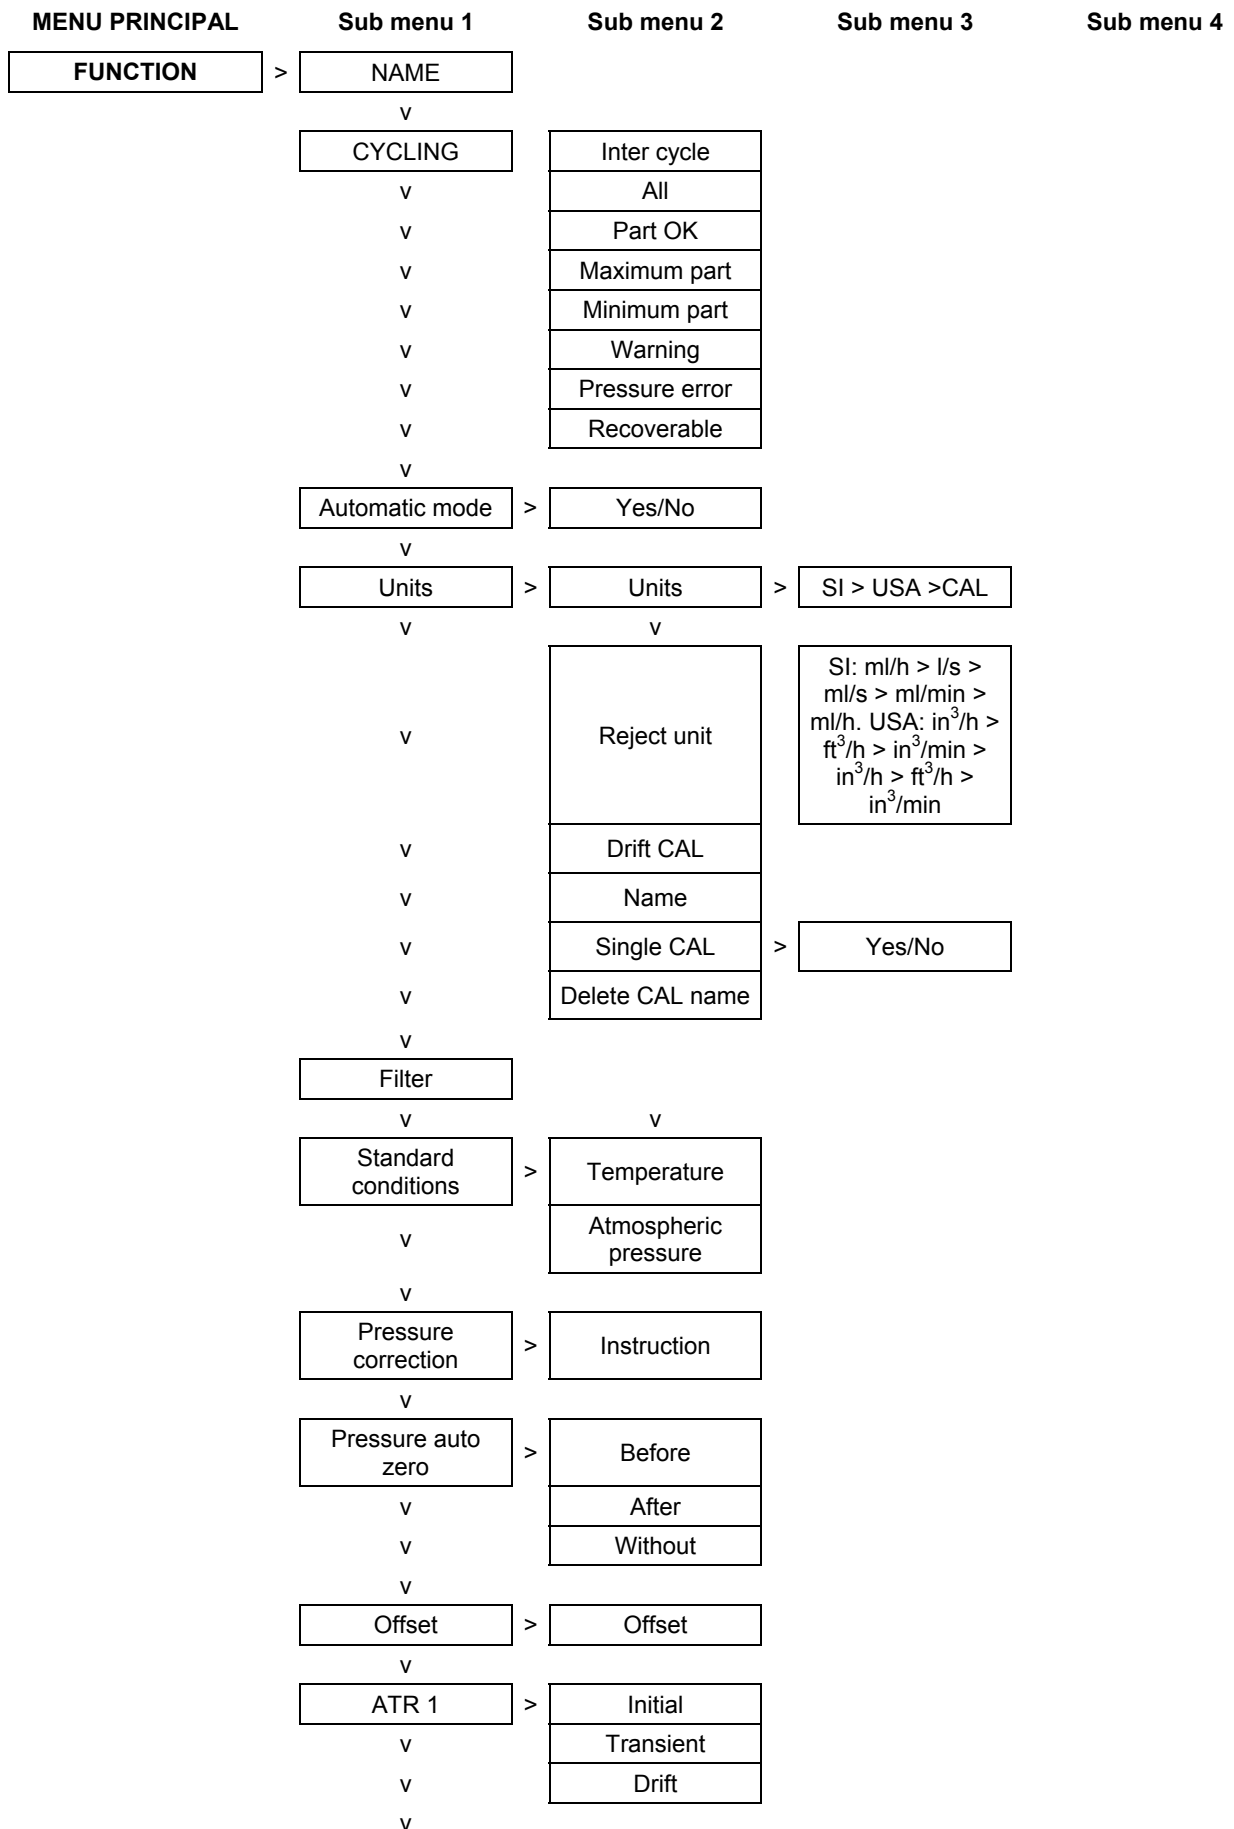 MENU PRINCIPAL Sub menu 1 Sub menu 2 Sub menu 3 Sub menu 4
FUNCTION > NAME
v
CYCLING Inter cycle
v All
v Part OK
v Maximum part
v Minimum part
v Warning
v Pressure error
v Recoverable
v
Automatic mode > Yes/No
v
Units > Units > SI > USA >CAL
v v
v Reject unit
SI: ml/h > l/s >
ml/s > ml/min >
ml/h. USA: in³/h >
ft³/h > in³/min >
in³/h > ft³/h >
in³/min
v Drift CAL
v Name
v Single CAL > Yes/No
v Delete CAL name
v
Filter
v v
Standard
conditions > Temperature
v Atmospheric
pressure
v
Pressure
correction > Instruction
v
Pressure auto
zero > Before
v After
v Without
v
Offset > Offset
v
ATR 1 > Initial
v Transient
v Drift
v